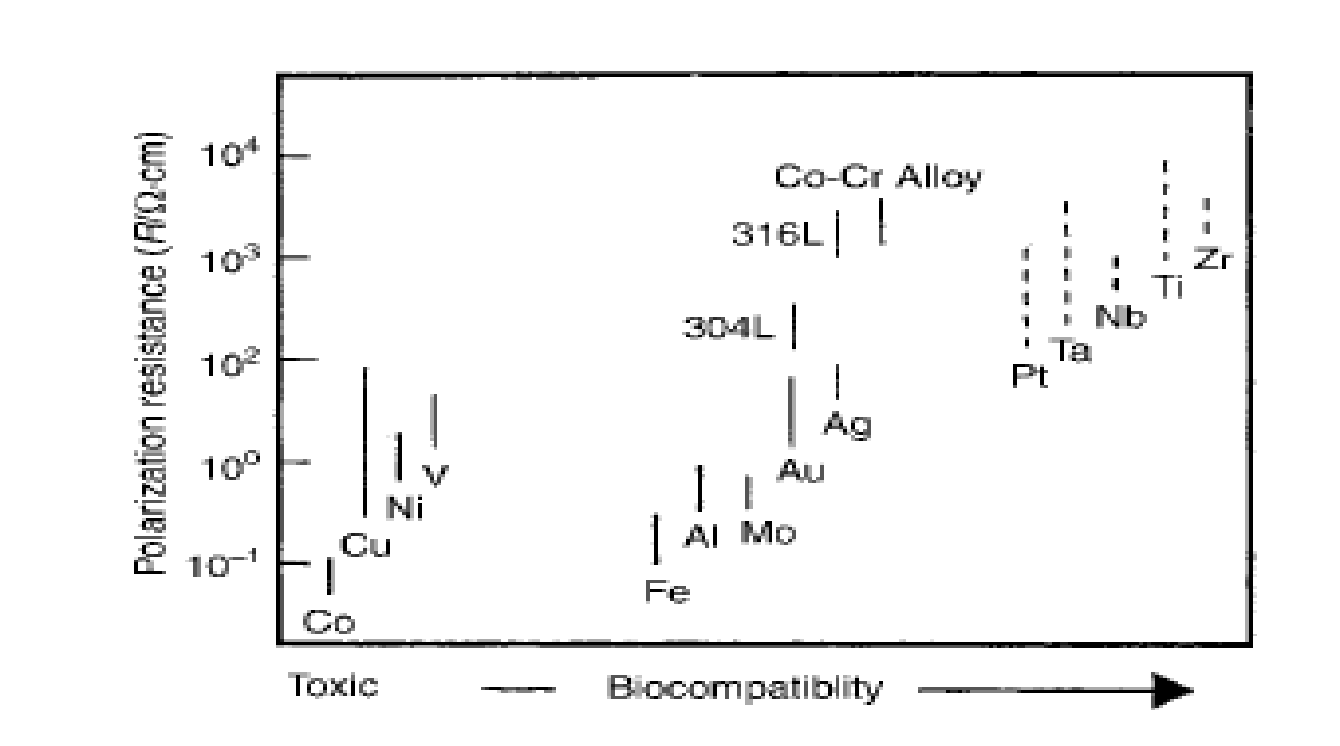 Polarization resistance (R/Ω·cm)
10⁴
10³
10²
10⁰
10⁻¹
Co-Cr Alloy
316L
304L
Zr
Ti
Nb
Ta
Pt
Ag
Au
V
Ni
Al
Mo
Cu
Fe
Co
Toxic
Biocompatiblity